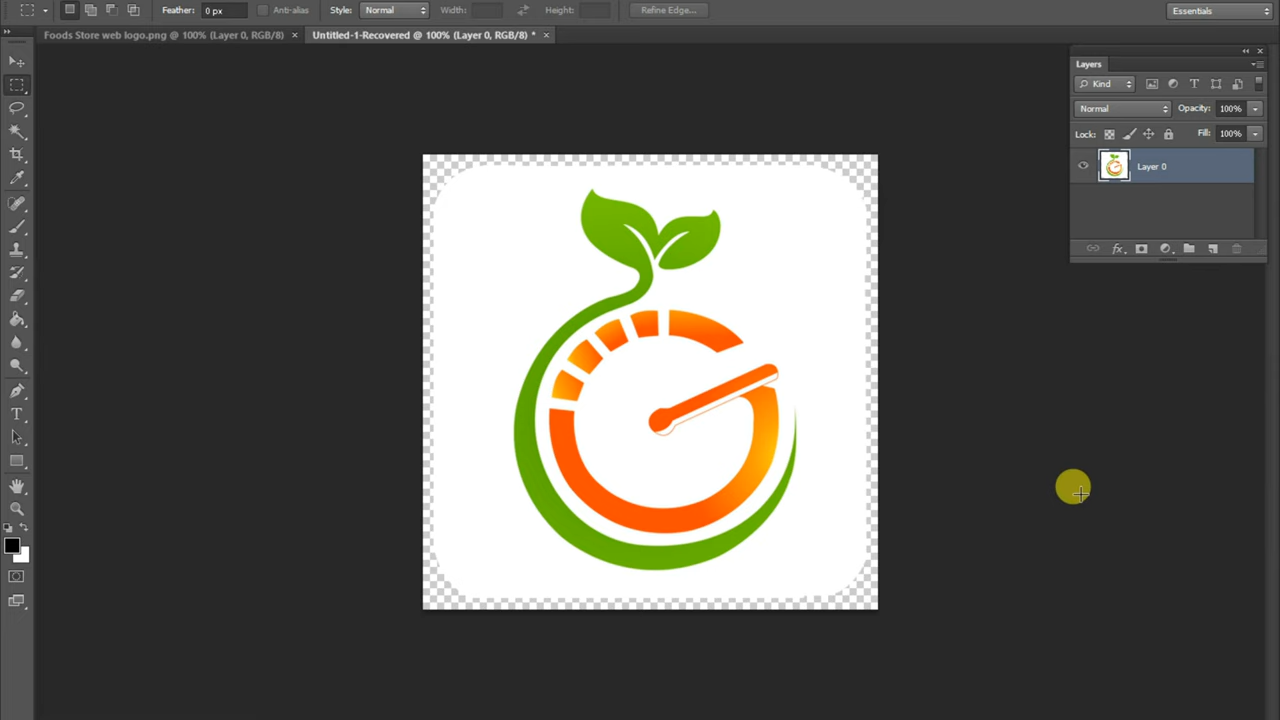 Feather: 0 px Anti-alias Style: Normal Width: Height: Refine Edge... Essentials
Foods Store web logo.png @ 100% (Layer 0, RGB/8) × Untitled-1-Recovered @ 100% (Layer 0, RGB/8) * ×
Layers
Kind
Normal Opacity: 100%
Lock: Fill: 100%
Layer 0